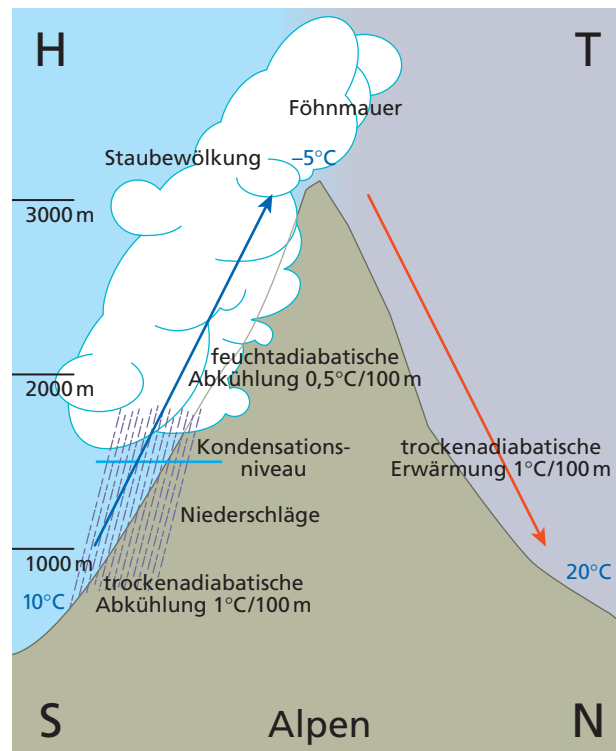 H
T
Föhnmauer
Staubewölkung
–5°C
3000 m
feuchtadiabatische
Abkühlung 0,5°C/100 m
2000 m
Kondensations-
niveau
trockenadiabatische
Erwärmung 1°C/100 m
Niederschläge
1000 m
trockenadiabatische
Abkühlung 1°C/100 m
10°C
20°C
S
Alpen
N